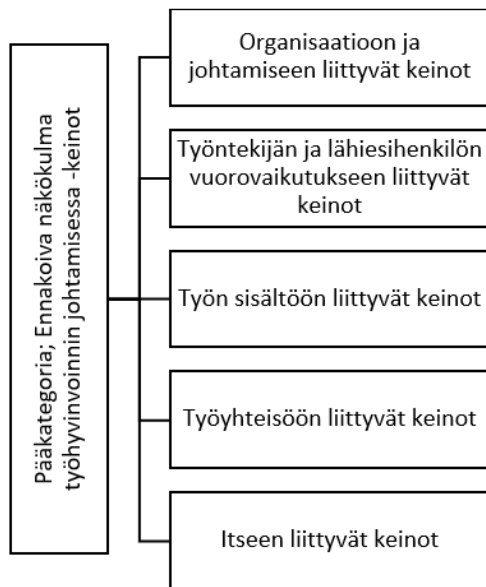 Pääkategoria; Ennakoiva näkökulma
työhyvinvoinnin johtamisessa -keinot
Organisaatioon ja
johtamiseen liittyvät keinot
Työntekijän ja lähiesihenkilön
vuorovaikutukseen liittyvät
keinot
Työn sisältöön liittyvät keinot
Työyhteisöön liittyvät keinot
Itseen liittyvät keinot